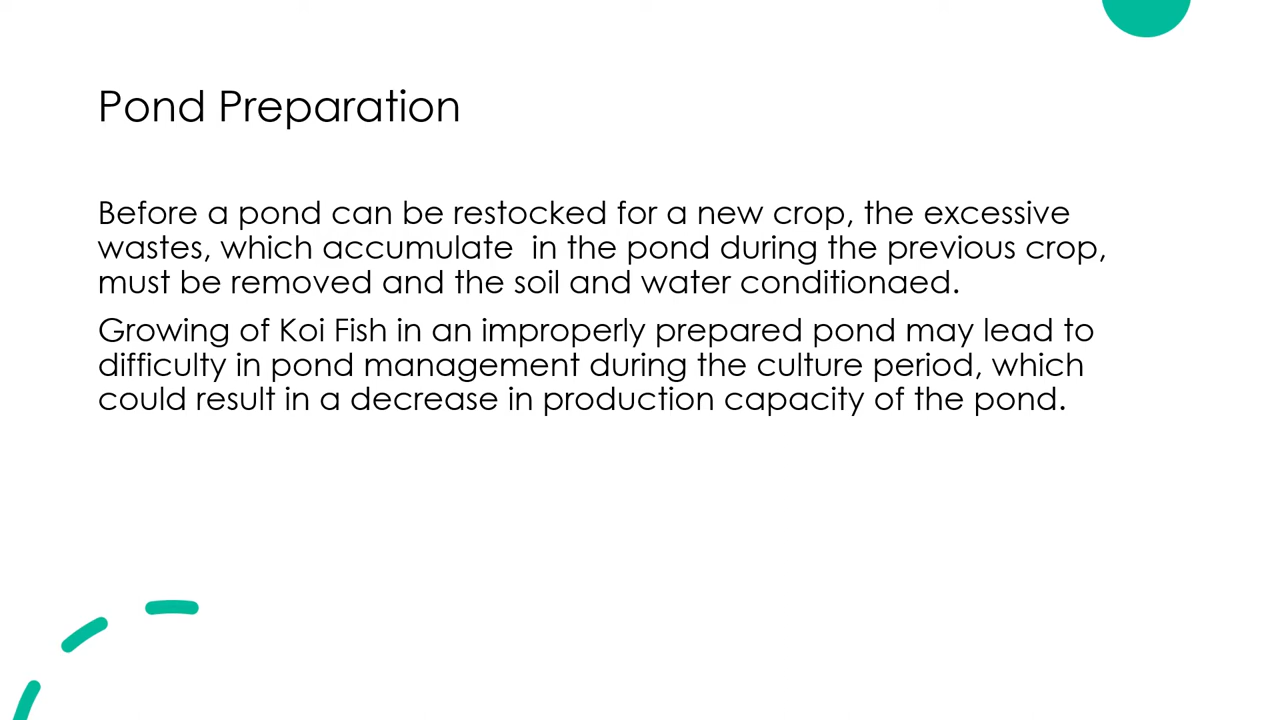 Pond Preparation
Before a pond can be restocked for a new crop, the excessive
wastes, which accumulate  in the pond during the previous crop,
must be removed and the soil and water conditionaed.
Growing of Koi Fish in an improperly prepared pond may lead to
difficulty in pond management during the culture period, which
could result in a decrease in production capacity of the pond.